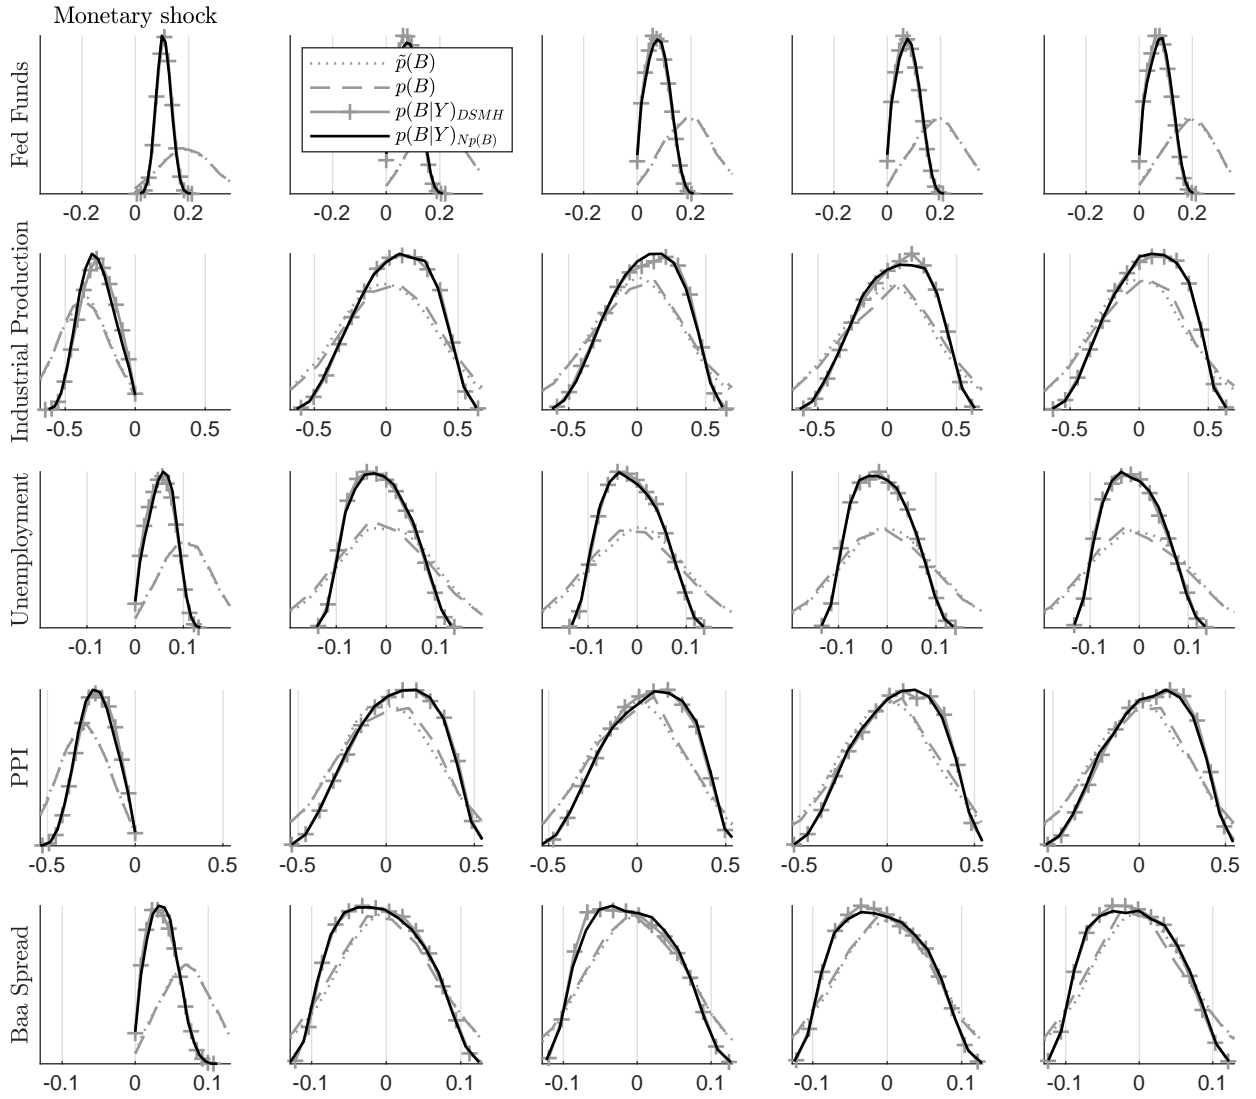 Monetary shock
Fed Funds
p̃(B)
p(B)
p(B|Y)DSMH
p(B|Y)Np(B)
-0.2 0 0.2 -0.2 0 0.2 -0.2 0 0.2 -0.2 0 0.2 -0.2 0 0.2
Industrial Production
-0.5 0 0.5 -0.5 0 0.5 -0.5 0 0.5 -0.5 0 0.5 -0.5 0 0.5
Unemployment
-0.1 0 0.1 -0.1 0 0.1 -0.1 0 0.1 -0.1 0 0.1 -0.1 0 0.1
PPI
-0.5 0 0.5 -0.5 0 0.5 -0.5 0 0.5 -0.5 0 0.5 -0.5 0 0.5
Baa Spread
-0.1 0 0.1 -0.1 0 0.1 -0.1 0 0.1 -0.1 0 0.1 -0.1 0 0.1